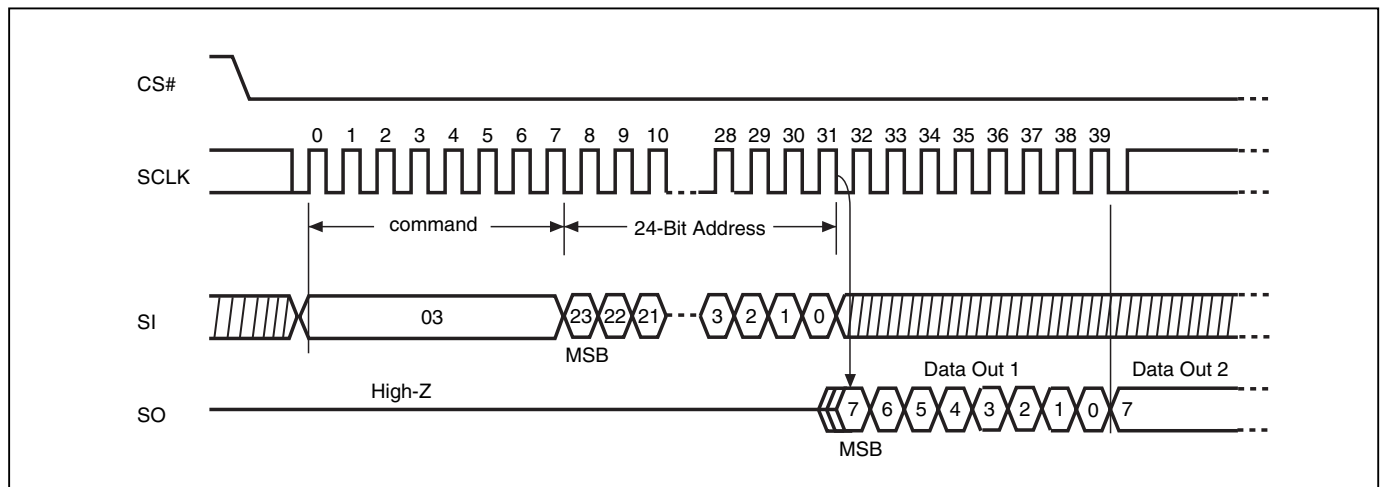 CS#
0 1 2 3 4 5 6 7 8 9 10 28 29 30 31 32 33 34 35 36 37 38 39
SCLK
command 24-Bit Address
SI 03 23 22 21 3 2 1 0
MSB
High-Z Data Out 1 Data Out 2
SO 7 6 5 4 3 2 1 0 7
MSB